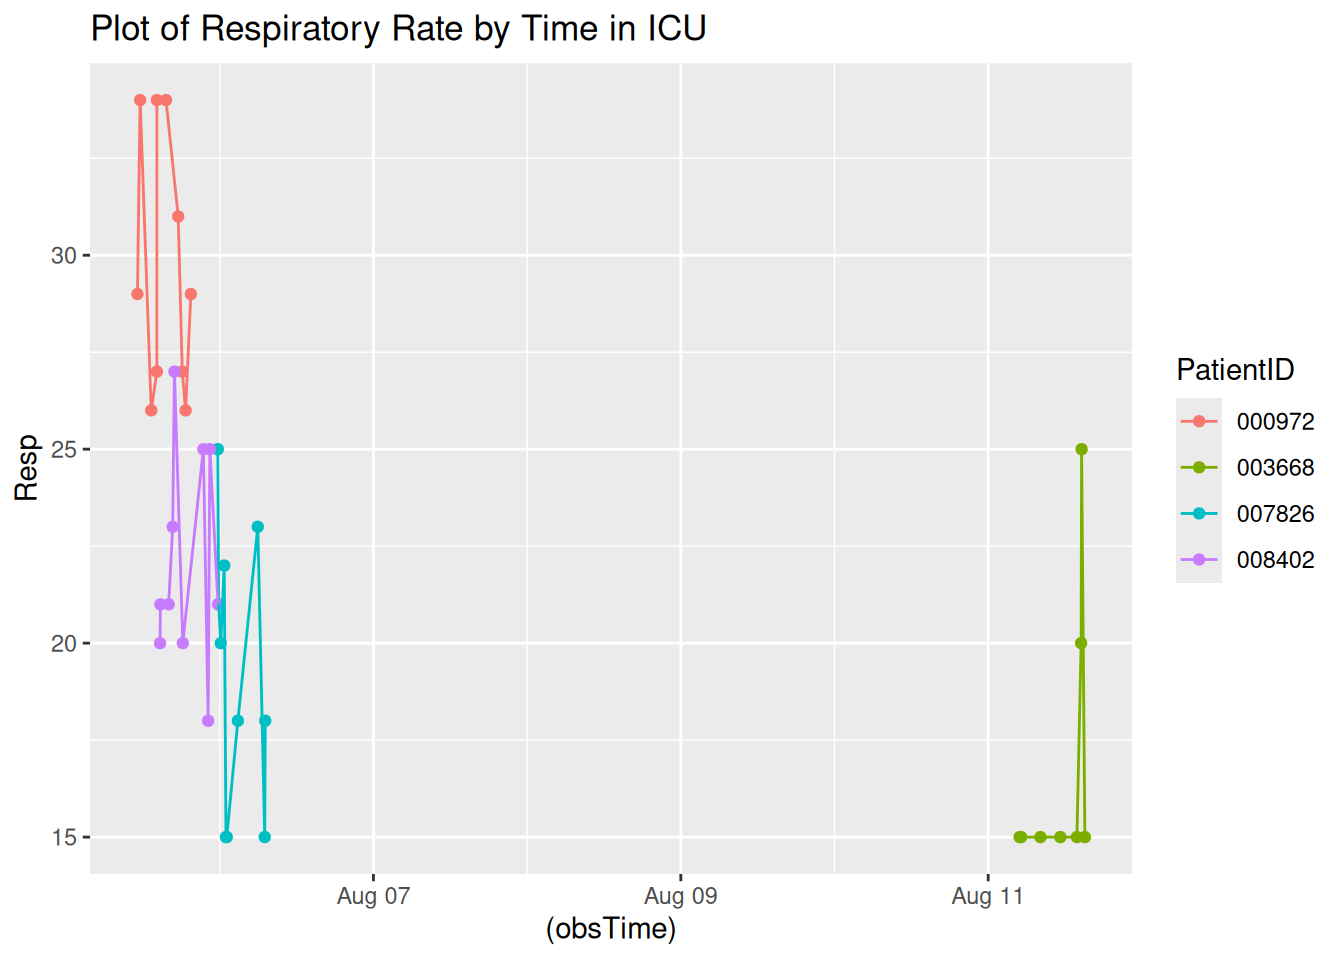 Plot of Respiratory Rate by Time in ICU
Resp
30
25
20
15
Aug 07
Aug 09
Aug 11
(obsTime)
PatientID
000972
003668
007826
008402